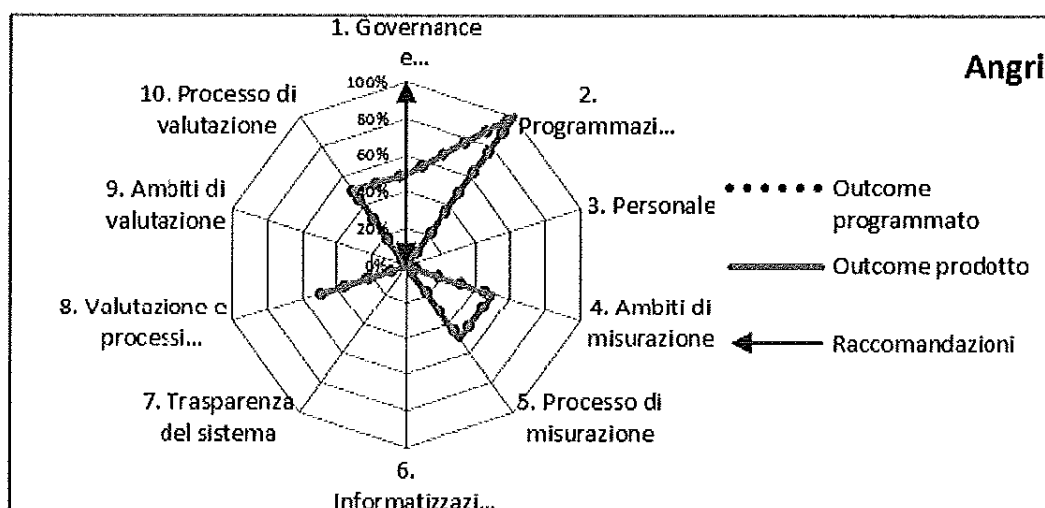 1. Governance
e...
Angri
100%
80%
60%
40%
20%
0%
2.
Programmazi...
3. Personale
4. Ambiti di
misurazione
5. Processo di
misurazione
6.
Informatizzazi...
7. Trasparenza
del sistema
8. Valutazione e
processi...
9. Ambiti di
valutazione
10. Processo di
valutazione
Outcome
programmato
Outcome prodotto
Raccomandazioni